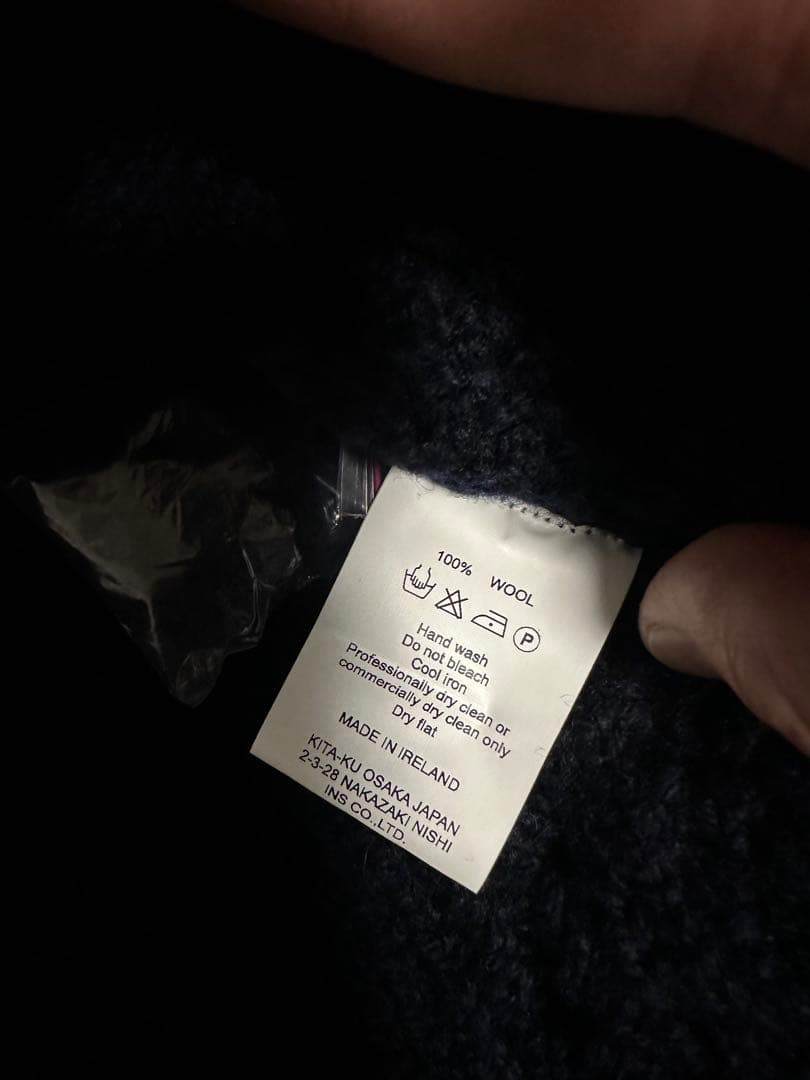 100% WOOL
P
Hand wash
Do not bleach
Cool iron
Professionally dry clean or
commercially dry clean only
Dry flat
MADE IN IRELAND
KITA-KU OSAKA JAPAN
2-3-28 NAKAZAKI NISHI
INS CO.,LTD.